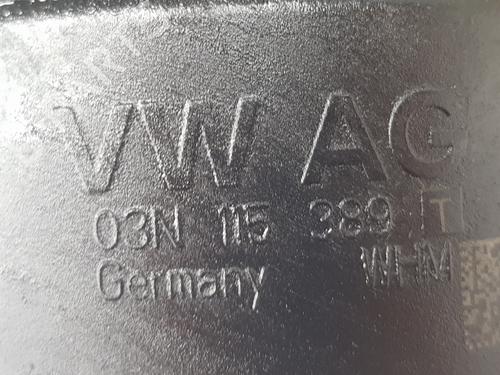 VW AG
03N 115 389 T
Germany WHM